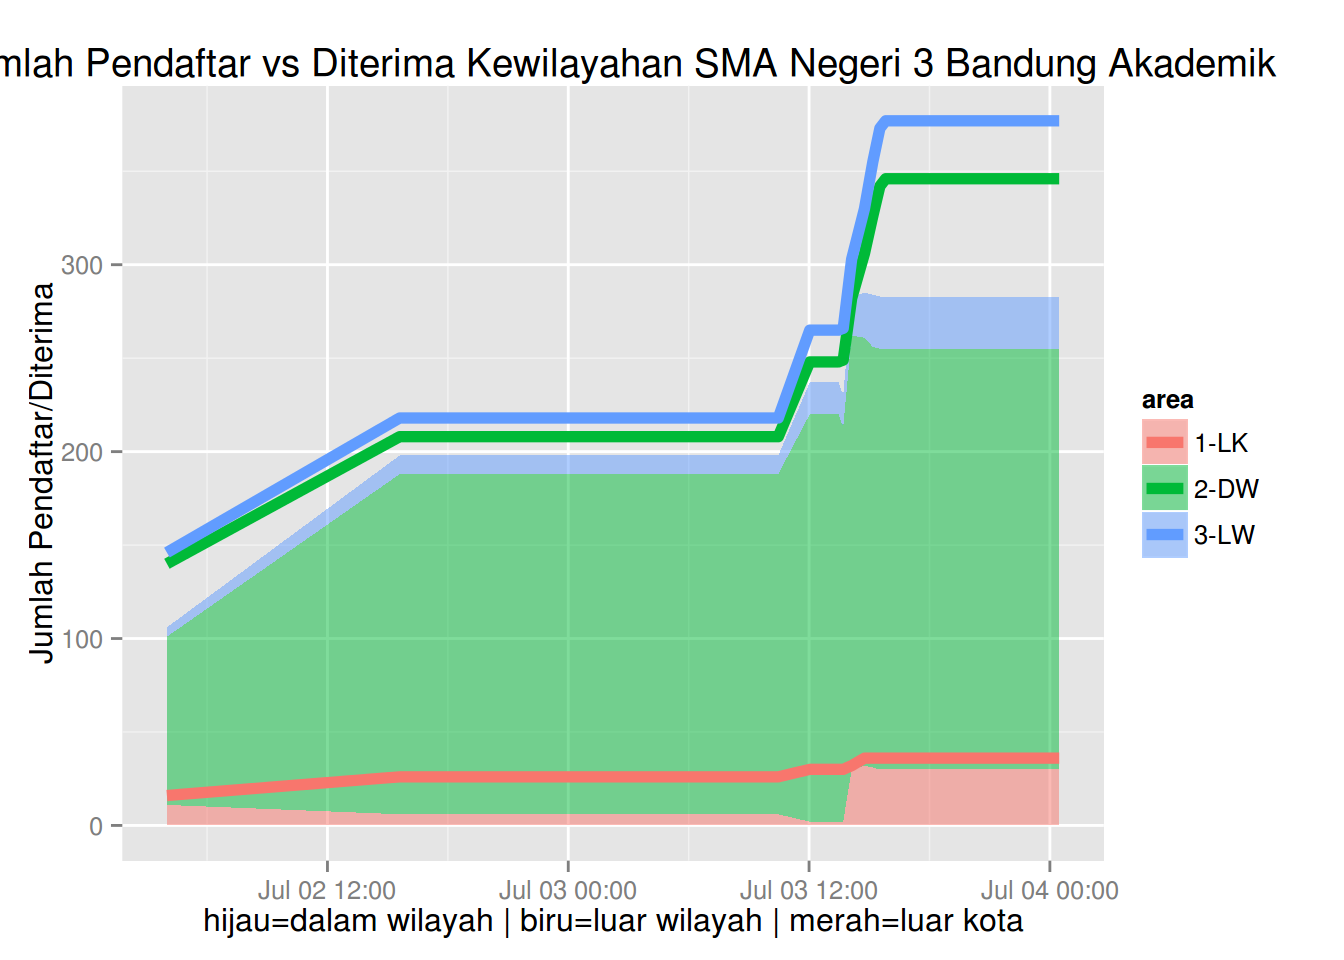 mlah Pendaftar vs Diterima Kewilayahan SMA Negeri 3 Bandung Akademik
Jumlah Pendaftar/Diterima
300
200
100
0
Jul 02 12:00
Jul 03 00:00
Jul 03 12:00
Jul 04 00:00
hijau=dalam wilayah | biru=luar wilayah | merah=luar kota
area
1-LK
2-DW
3-LW